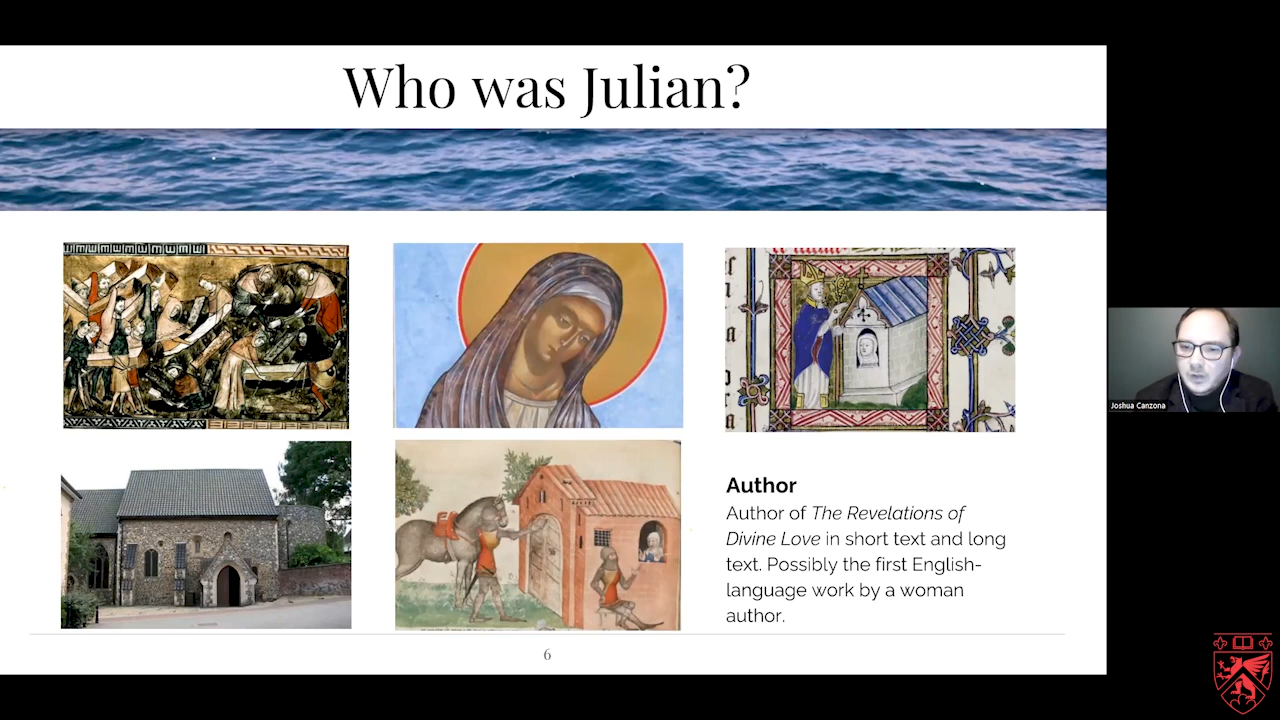 Who was Julian?
Author
Author of The Revelations of
Divine Love in short text and long
text. Possibly the first English-
language work by a woman
author.
6
Joshua Canzona